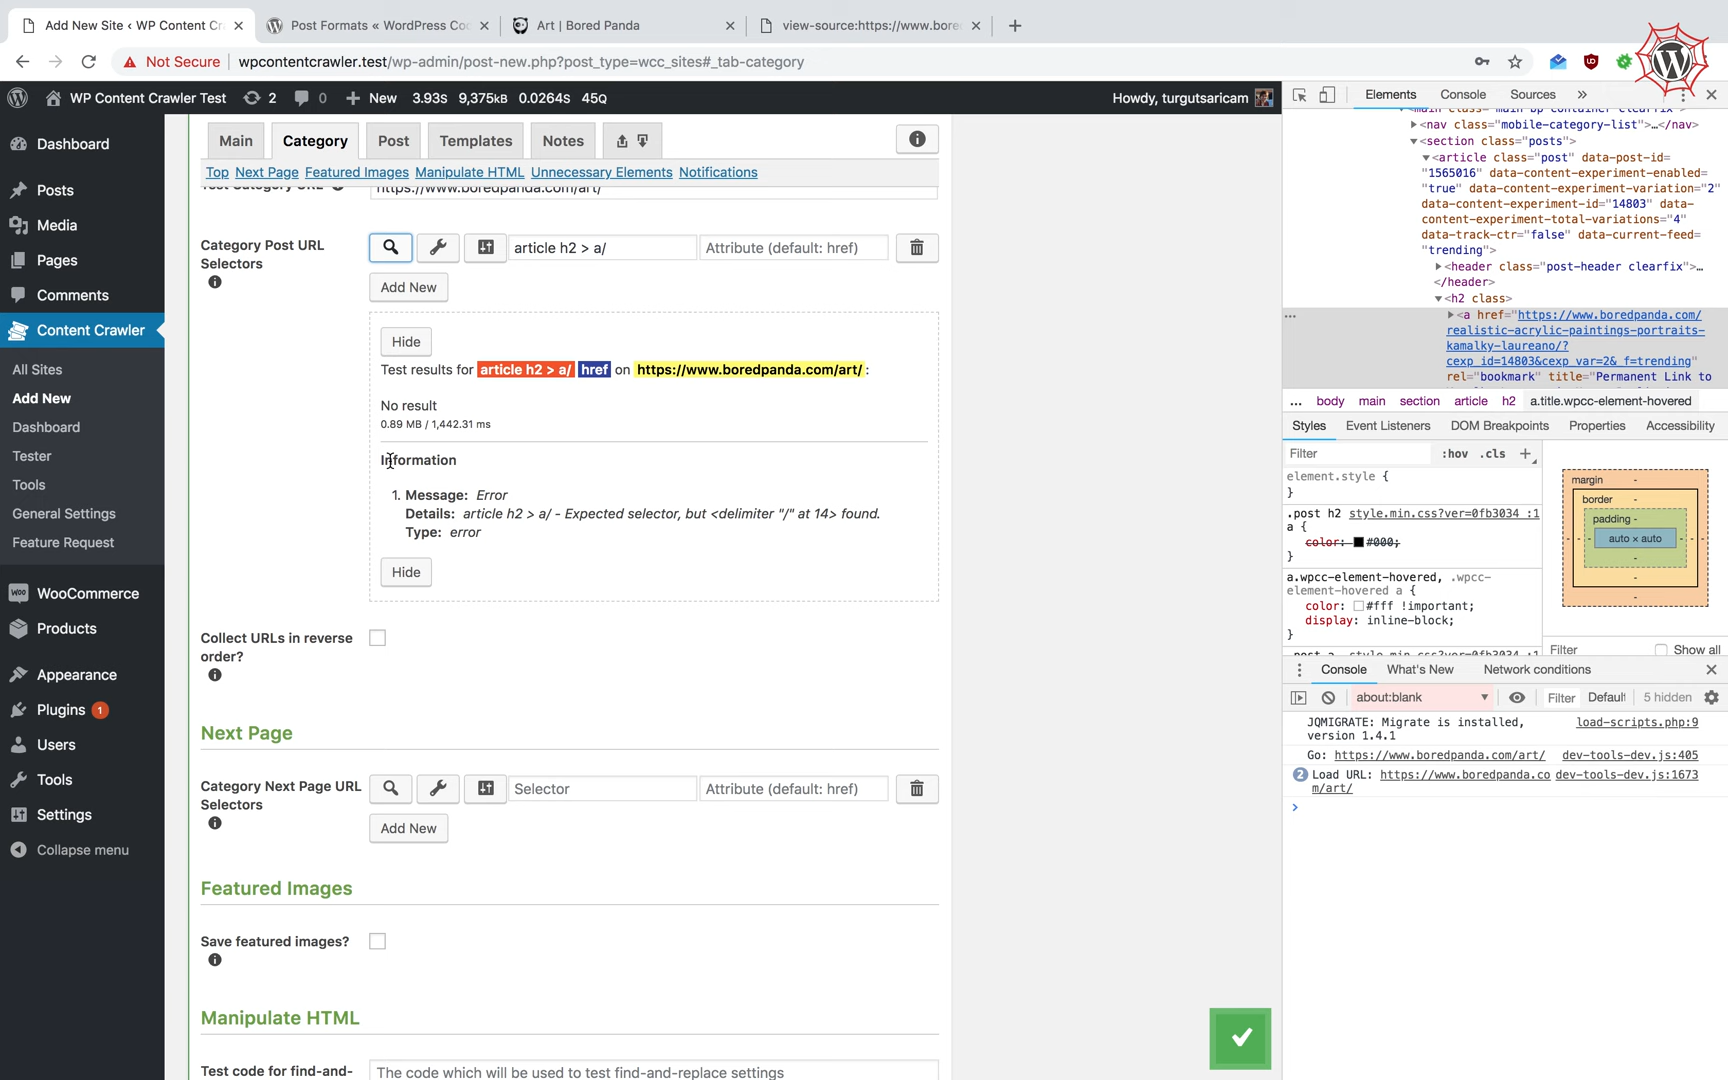 Add New Site ‹ WP Content Cr
Post Formats « WordPress Co
Art | Bored Panda
view-source:https://www.bore
Not Secure
wpcontentcrawler.test/wp-admin/post-new.php?post_type=wcc_sites#_tab-category
WP Content Crawler Test
2
0
New
3.93s 9,375kB 0.0264s 45Q
Howdy, turgutsaricam
Dashboard
Posts
Media
Pages
Comments
Content Crawler
All Sites
Add New
Dashboard
Tester
Tools
General Settings
Feature Request
WooCommerce
Products
Appearance
Plugins 1
Users
Tools
Settings
Collapse menu
Main
Category
Post
Templates
Notes
Top Next Page Featured Images Manipulate HTML Unnecessary Elements Notifications
Test Category URL
https://www.boredpanda.com/art/
Category Post URL
Selectors
article h2 > a/
Attribute (default: href)
Add New
Hide
Test results for article h2 > a/ href on https://www.boredpanda.com/art/ :
No result
0.89 MB / 1,442.31 ms
Information
1. Message: Error
Details: article h2 > a/ - Expected selector, but <delimiter "/" at 14> found.
Type: error
Hide
Collect URLs in reverse
order?
Next Page
Category Next Page URL
Selectors
Selector
Attribute (default: href)
Add New
Featured Images
Save featured images?
Manipulate HTML
Test code for find-and-
The code which will be used to test find-and-replace settings
Elements
Console
Sources
»
<nav class="mobile-category-list">…</nav>
<section class="posts">
<article class="post" data-post-id=
"1565016" data-content-experiment-enabled=
"true" data-content-experiment-variation="2"
data-content-experiment-id="14803" data-
content-experiment-total-variations="4"
data-track-ctr="false" data-current-feed=
"trending">
<header class="post-header clearfix">…
</header>
<h2 class>
<a href="https://www.boredpanda.com/
realistic-acrylic-paintings-portraits-
kamalky-laureano/?
cexp_id=14803&cexp_var=2&_f=trending"
rel="bookmark" title="Permanent Link to
... body main section article h2 a.title.wpcc-element-hovered
Styles Event Listeners DOM Breakpoints Properties Accessibility
Filter
:hov .cls +
element.style {
}
.post h2 style.min.css?ver=0fb3034 :1
a {
color: #000;
}
a.wpcc-element-hovered, .wpcc-
element-hovered a {
color: #fff !important;
display: inline-block;
}
.post a style.min.css?ver=0fb3034 :1
margin -
border -
padding -
auto × auto
Filter
Show all
Console What's New Network conditions
about:blank
Filter
Default
5 hidden
JQMIGRATE: Migrate is installed, load-scripts.php:9
version 1.4.1
Go: https://www.boredpanda.com/art/ dev-tools-dev.js:405
2 Load URL: https://www.boredpanda.co dev-tools-dev.js:1673
m/art/